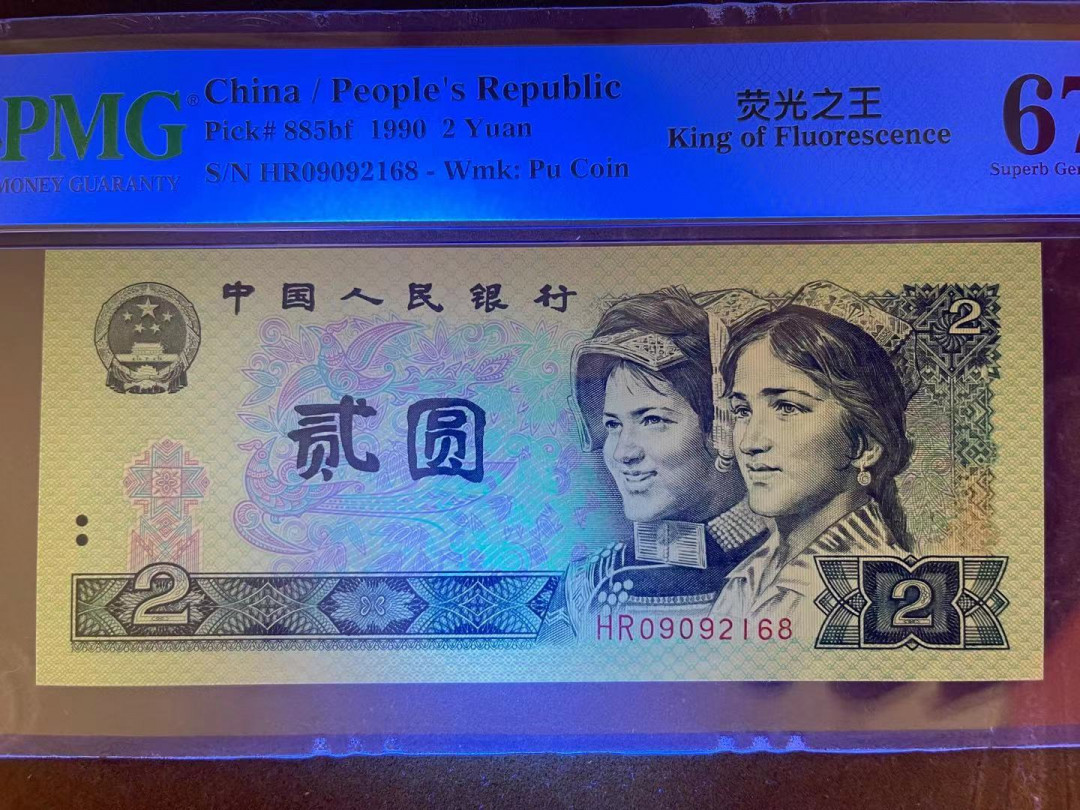 PMG®
MONEY GUARANTY
China / People's Republic
Pick# 885bf 1990 2 Yuan
S/N HR09092168 - Wmk: Pu Coin
荧光之王
King of Fluorescence
67
Superb Ge
中国人民银行
2
贰圆
2
HR09092168
2